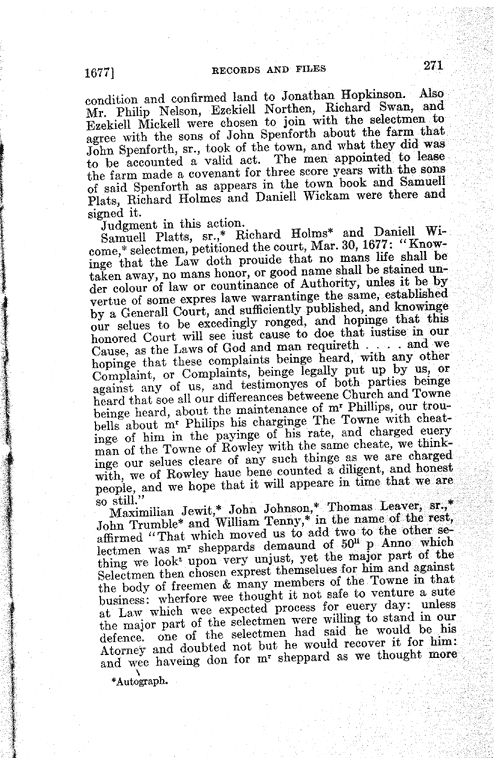 1677]
RECORDS AND FILES
271
condition and confirmed land to Jonathan Hopkinson. Also
Mr. Philip Nelson, Ezekiell Northen, Richard Swan, and
Ezekiell Mickell were chosen to join with the selectmen to
agree with the sons of John Spenforth about the farm that
John Spenforth, sr., took of the town, and what they did was
to be accounted a valid act. The men appointed to lease
the farm made a covenant for three score years with the sons
of said Spenforth as appears in the town book and Samuell
Plats, Richard Holmes and Daniell Wickam were there and
signed it.
Judgment in this action.
Samuell Platts, sr.,* Richard Holms* and Daniell Wi-
come,* selectmen, petitioned the court, Mar. 30, 1677: "Know-
inge that the Law doth prouide that no mans life shall be
taken away, no mans honor, or good name shall be stained un-
der colour of law or countinance of Authority, unles it be by
vertue of some expres lawe warrantinge the same, established
by a Generall Court, and sufficiently published, and knowinge
our selues to be excedingly ronged, and hopinge that this
honored Court will see iust cause to doe that iustise in our
Cause, as the Laws of God and man requireth . . . . and we
hopinge that these complaints beinge heard, with any other
Complaint, or Complaints, beinge legally put up by us, or
against any of us, and testimonyes of both parties beinge
heard that soe all our differeances betweene Church and Towne
beinge heard, about the maintenance of mʳ Phillips, our trou-
bells about mʳ Philips his charginge The Towne with cheat-
inge of him in the payinge of his rate, and charged euery
man of the Towne of Rowley with the same cheate, we think-
inge our selues cleare of any such things as we are charged
with, we of Rowley haue bene counted a diligent, and honest
people, and we hope that it will appeare in time that we are
so still."
Maximilian Jewit,* John Johnson,* Thomas Leaver, sr.,*
John Trumble* and William Tenny,* in the name of the rest,
affirmed "That which moved us to add two to the other se-
lectmen was mʳ sheppards demaund of 50ˡⁱ p Anno which
thing we lookᵗ upon very unjust, yet the major part of the
Selectmen then chosen exprest themselues for him and against
the body of freemen & many members of the Towne in that
business: wherfore wee thought it not safe to venture a sute
at Law which wee expected process for euery day: unless
the major part of the selectmen were willing to stand in our
defence. one of the selectmen had said he would be his
Atorney and doubted not but he would recover it for him:
and wee haveing don for mʳ sheppard as we thought more
*Autograph.